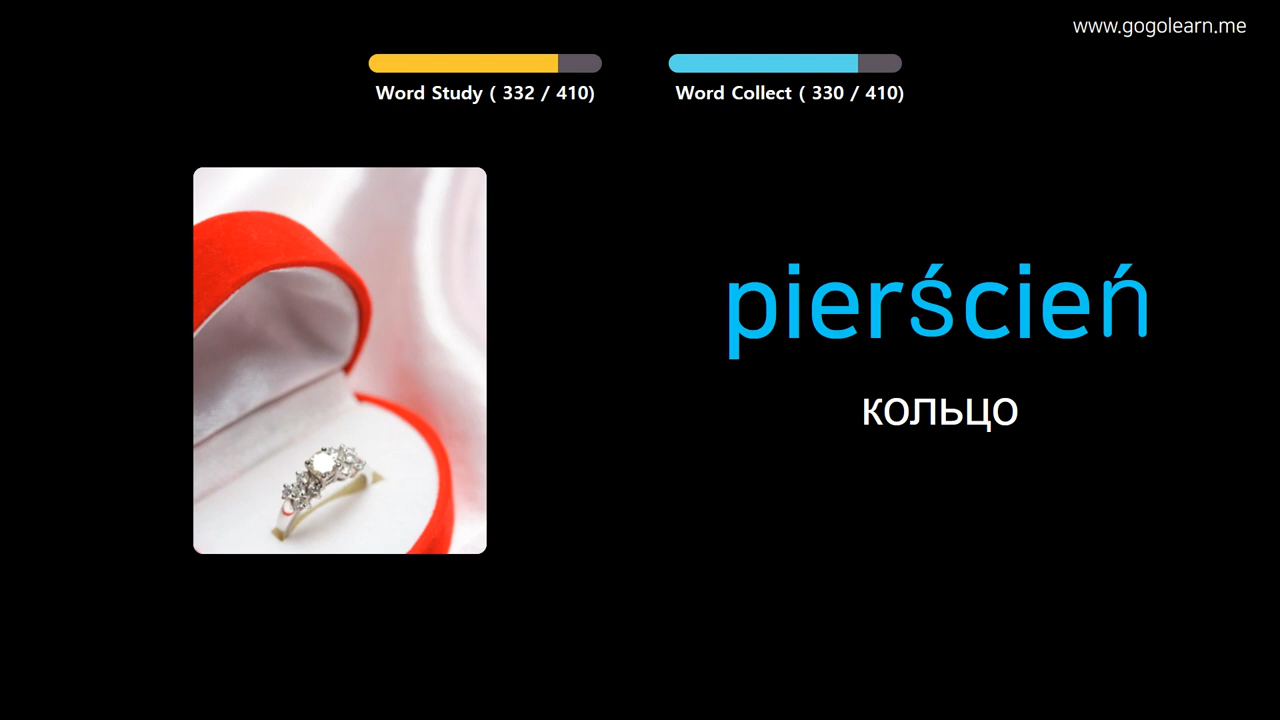 www.gogolearn.me
Word Study ( 332 / 410)
Word Collect ( 330 / 410)
pierścień
кольцо